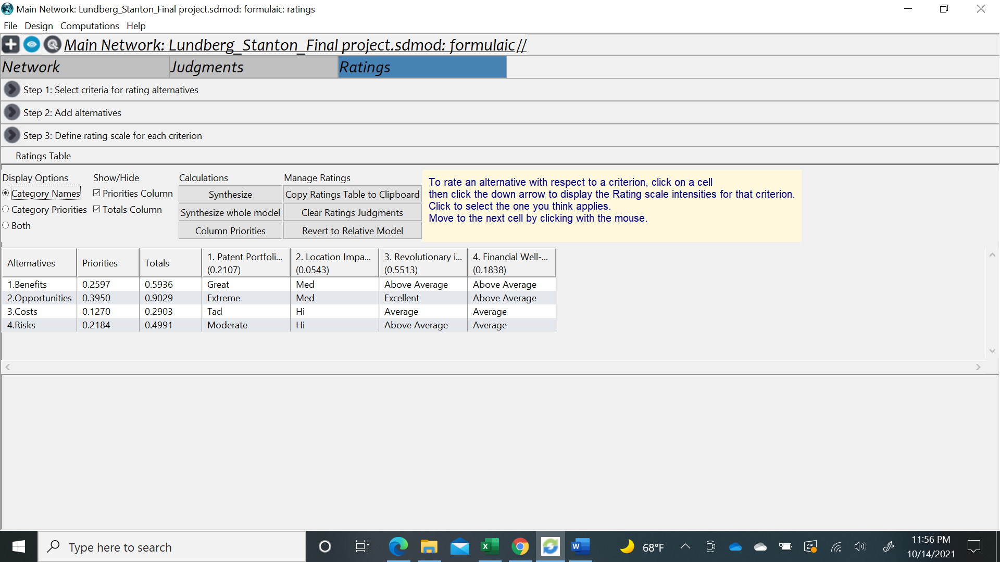 Main Network: Lundberg_Stanton_Final project.sdmod: formulaic: ratings
File Design Computations Help
Main Network: Lundberg_Stanton_Final project.sdmod: formulaic//
Network Judgments Ratings
Step 1: Select criteria for rating alternatives
Step 2: Add alternatives
Step 3: Define rating scale for each criterion
Ratings Table
Display Options Show/Hide Calculations Manage Ratings
Category Names Priorities Column Synthesize Copy Ratings Table to Clipboard
Category Priorities Totals Column Synthesize whole model Clear Ratings Judgments
Both Column Priorities Revert to Relative Model
To rate an alternative with respect to a criterion, click on a cell
then click the down arrow to display the Rating scale intensities for that criterion.
Click to select the one you think applies.
Move to the next cell by clicking with the mouse.
Alternatives Priorities Totals 1. Patent Portfoli... 2. Location Impa... 3. Revolutionary i... 4. Financial Well-...
(0.2107) (0.0543) (0.5513) (0.1838)
1.Benefits 0.2597 0.5936 Great Med Above Average Above Average
2.Opportunities 0.3950 0.9029 Extreme Med Excellent Above Average
3.Costs 0.1270 0.2903 Tad Hi Average Average
4.Risks 0.2184 0.4991 Moderate Hi Above Average Average
Type here to search
68°F
11:56 PM
10/14/2021